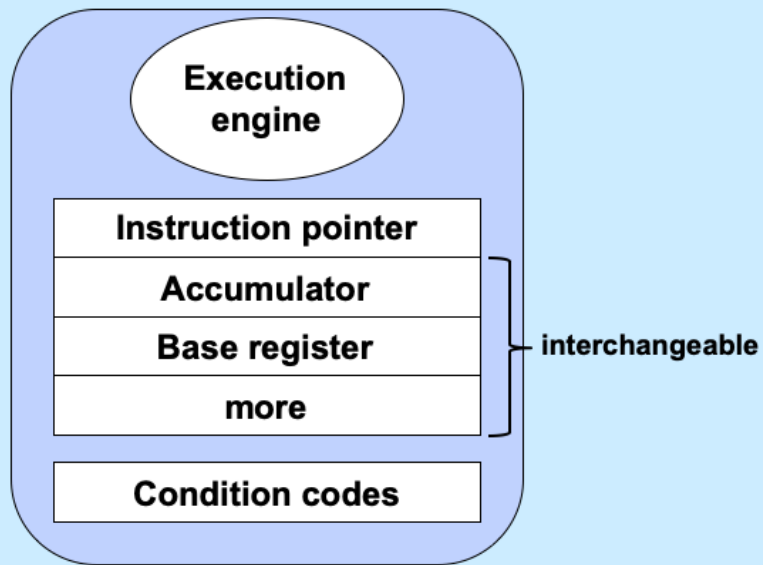 Execution
engine
Instruction pointer
Accumulator
Base register
interchangeable
more
Condition codes